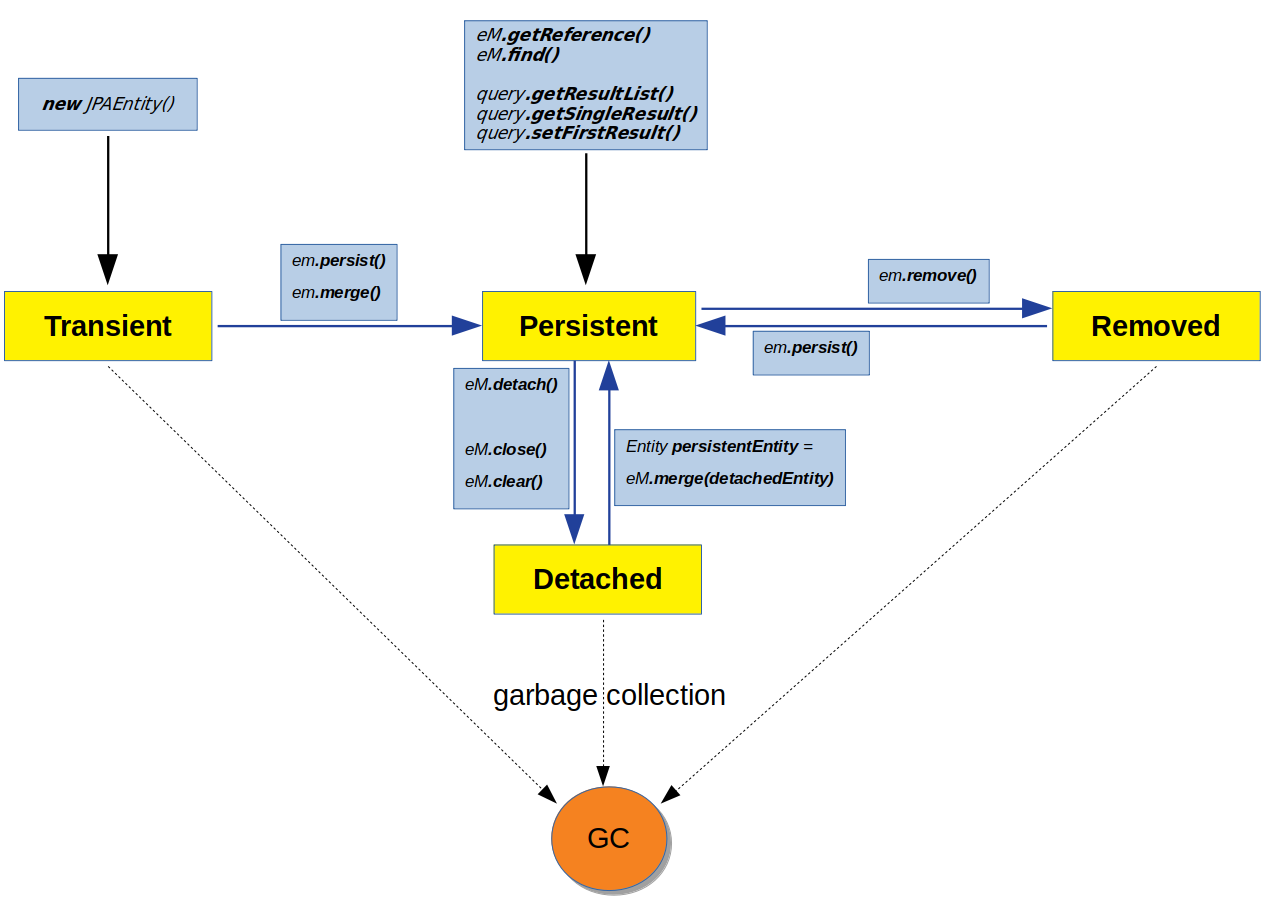 eM.getReference()
eM.find()
query.getResultList()
query.getSingleResult()
query.setFirstResult()
new JPAEntity()
em.persist()
em.merge()
em.remove()
Transient
Persistent
Removed
em.persist()
eM.detach()
eM.close()
eM.clear()
Entity persistentEntity =
eM.merge(detachedEntity)
Detached
garbage collection
GC